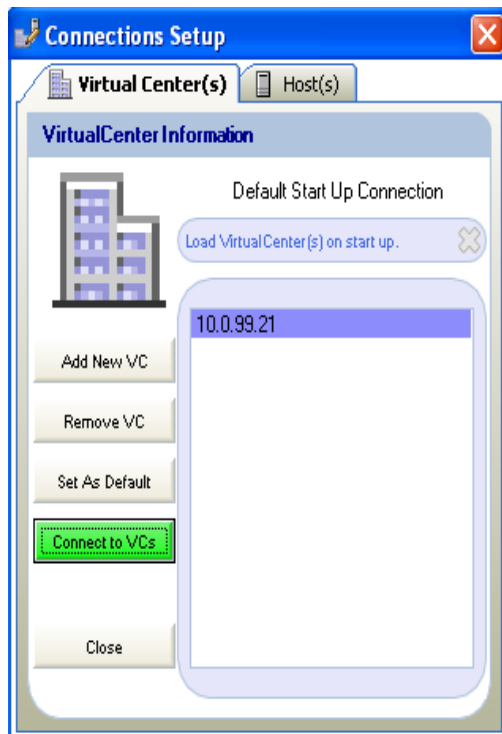 Connections Setup
Virtual Center(s)
Host(s)
VirtualCenter Information
Default Start Up Connection
Load VirtualCenter(s) on start up.
10.0.99.21
Add New VC
Remove VC
Set As Default
Connect to VCs
Close